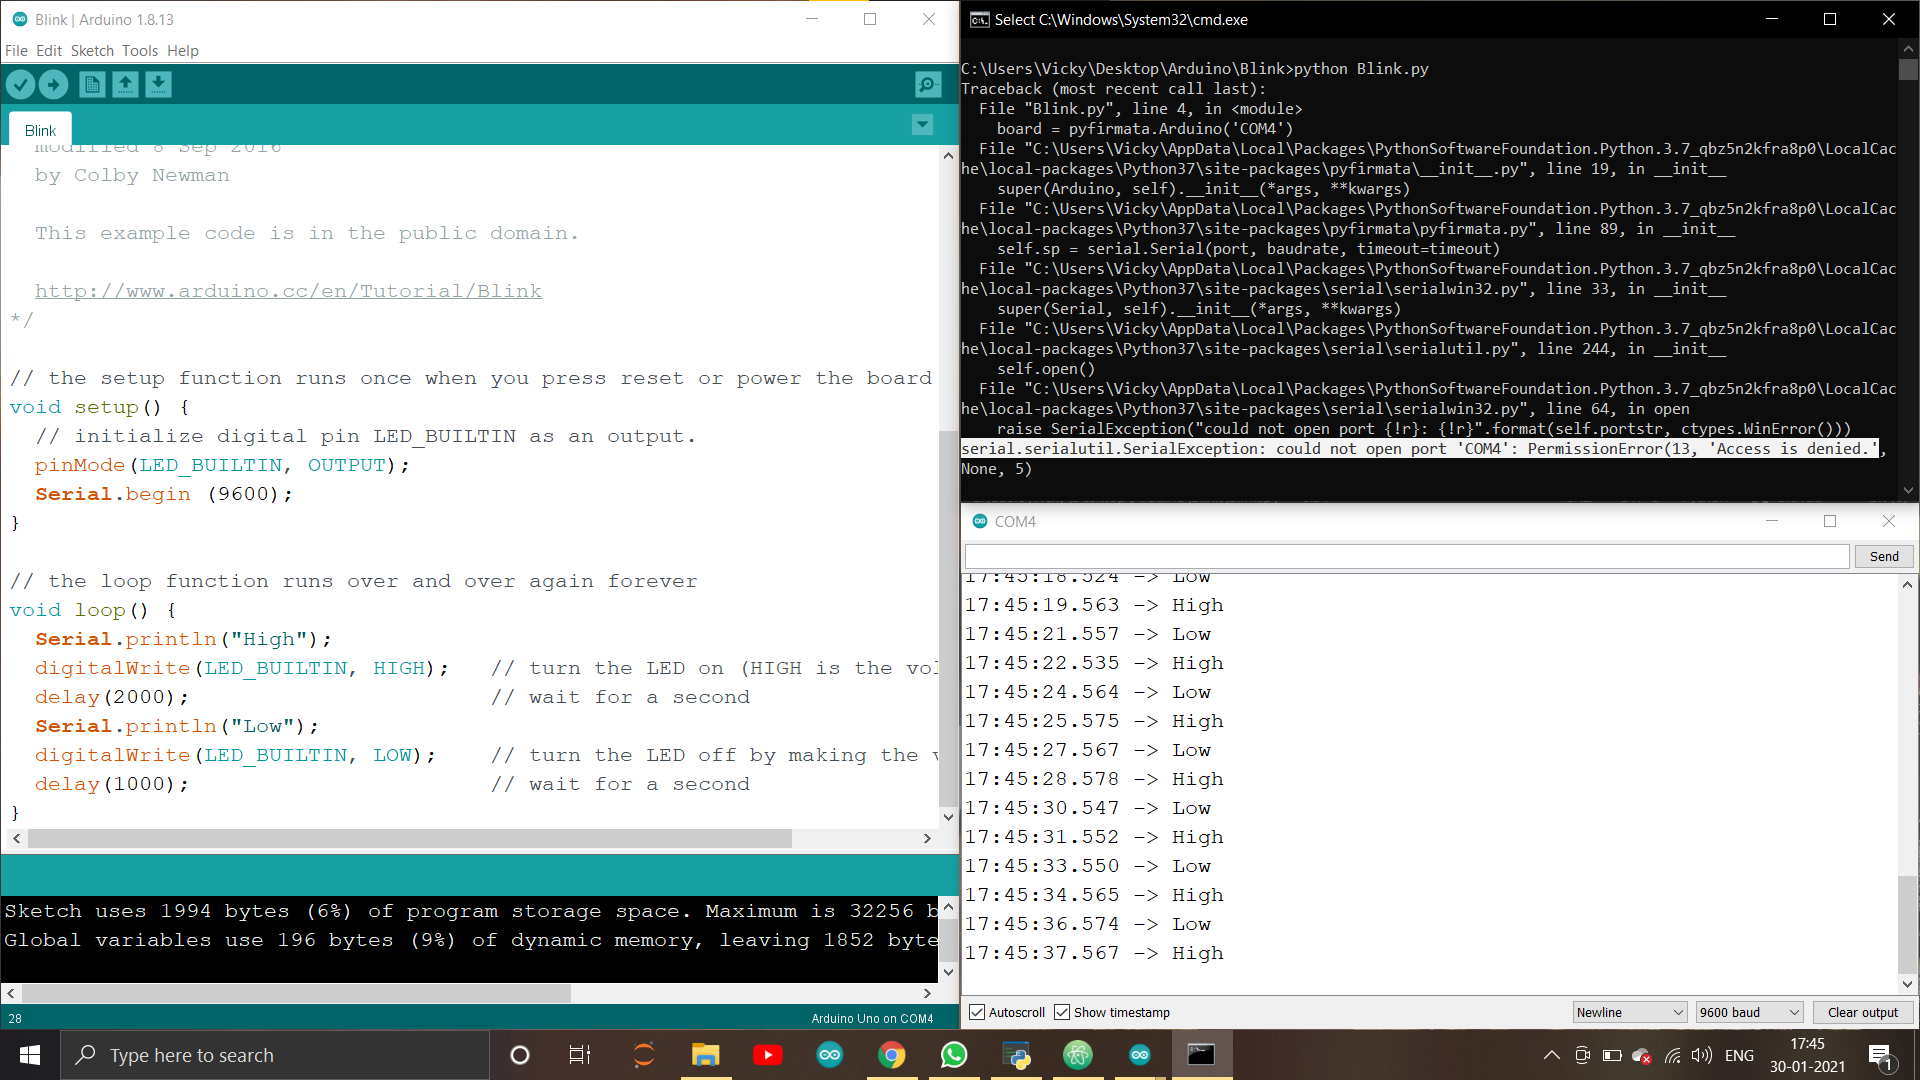 Blink | Arduino 1.8.13
File Edit Sketch Tools Help
Blink
modified 8 Sep 2016
by Colby Newman
This example code is in the public domain.
http://www.arduino.cc/en/Tutorial/Blink
*/
// the setup function runs once when you press reset or power the board
void setup() {
// initialize digital pin LED_BUILTIN as an output.
pinMode(LED_BUILTIN, OUTPUT);
Serial.begin (9600);
}
// the loop function runs over and over again forever
void loop() {
Serial.println("High");
digitalWrite(LED_BUILTIN, HIGH);   // turn the LED on (HIGH is the vol
delay(2000);                       // wait for a second
Serial.println("Low");
digitalWrite(LED_BUILTIN, LOW);    // turn the LED off by making the v
delay(1000);                       // wait for a second
}
Sketch uses 1994 bytes (6%) of program storage space. Maximum is 32256 b
Global variables use 196 bytes (9%) of dynamic memory, leaving 1852 byte
28
Arduino Uno on COM4
Select C:\Windows\System32\cmd.exe
C:\Users\Vicky\Desktop\Arduino\Blink>python Blink.py
Traceback (most recent call last):
File "Blink.py", line 4, in <module>
board = pyfirmata.Arduino('COM4')
File "C:\Users\Vicky\AppData\Local\Packages\PythonSoftwareFoundation.Python.3.7_qbz5n2kfra8p0\LocalCac
he\local-packages\Python37\site-packages\pyfirmata\__init__.py", line 19, in __init__
super(Arduino, self).__init__(*args, **kwargs)
File "C:\Users\Vicky\AppData\Local\Packages\PythonSoftwareFoundation.Python.3.7_qbz5n2kfra8p0\LocalCac
he\local-packages\Python37\site-packages\pyfirmata\pyfirmata.py", line 89, in __init__
self.sp = serial.Serial(port, baudrate, timeout=timeout)
File "C:\Users\Vicky\AppData\Local\Packages\PythonSoftwareFoundation.Python.3.7_qbz5n2kfra8p0\LocalCac
he\local-packages\Python37\site-packages\serial\serialwin32.py", line 33, in __init__
super(Serial, self).__init__(*args, **kwargs)
File "C:\Users\Vicky\AppData\Local\Packages\PythonSoftwareFoundation.Python.3.7_qbz5n2kfra8p0\LocalCac
he\local-packages\Python37\site-packages\serial\serialutil.py", line 244, in __init__
self.open()
File "C:\Users\Vicky\AppData\Local\Packages\PythonSoftwareFoundation.Python.3.7_qbz5n2kfra8p0\LocalCac
he\local-packages\Python37\site-packages\serial\serialwin32.py", line 64, in open
raise SerialException("could not open port {!r}: {!r}".format(self.portstr, ctypes.WinError()))
serial.serialutil.SerialException: could not open port 'COM4': PermissionError(13, 'Access is denied.',
None, 5)
COM4
Send
17:45:18.524 -> Low
17:45:19.563 -> High
17:45:21.557 -> Low
17:45:22.535 -> High
17:45:24.564 -> Low
17:45:25.575 -> High
17:45:27.567 -> Low
17:45:28.578 -> High
17:45:30.547 -> Low
17:45:31.552 -> High
17:45:33.550 -> Low
17:45:34.565 -> High
17:45:36.574 -> Low
17:45:37.567 -> High
Autoscroll Show timestamp
Newline
9600 baud
Clear output
Type here to search
ENG
17:45
30-01-2021
1